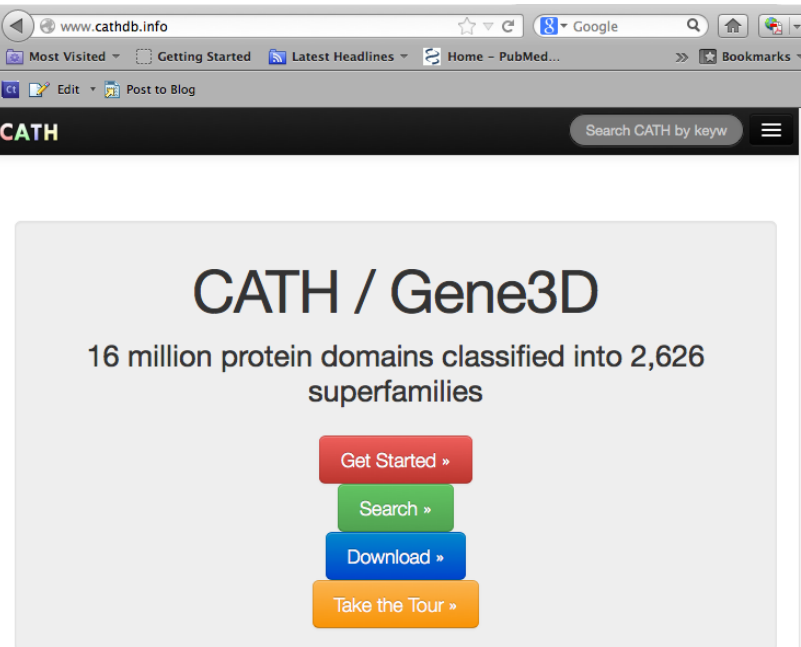 www.cathdb.info
Google
Most Visited
Getting Started
Latest Headlines
Home - PubMed...
Bookmarks
Ct
Edit
Post to Blog
CATH
Search CATH by keyw
CATH / Gene3D
16 million protein domains classified into 2,626
superfamilies
Get Started »
Search »
Download »
Take the Tour »